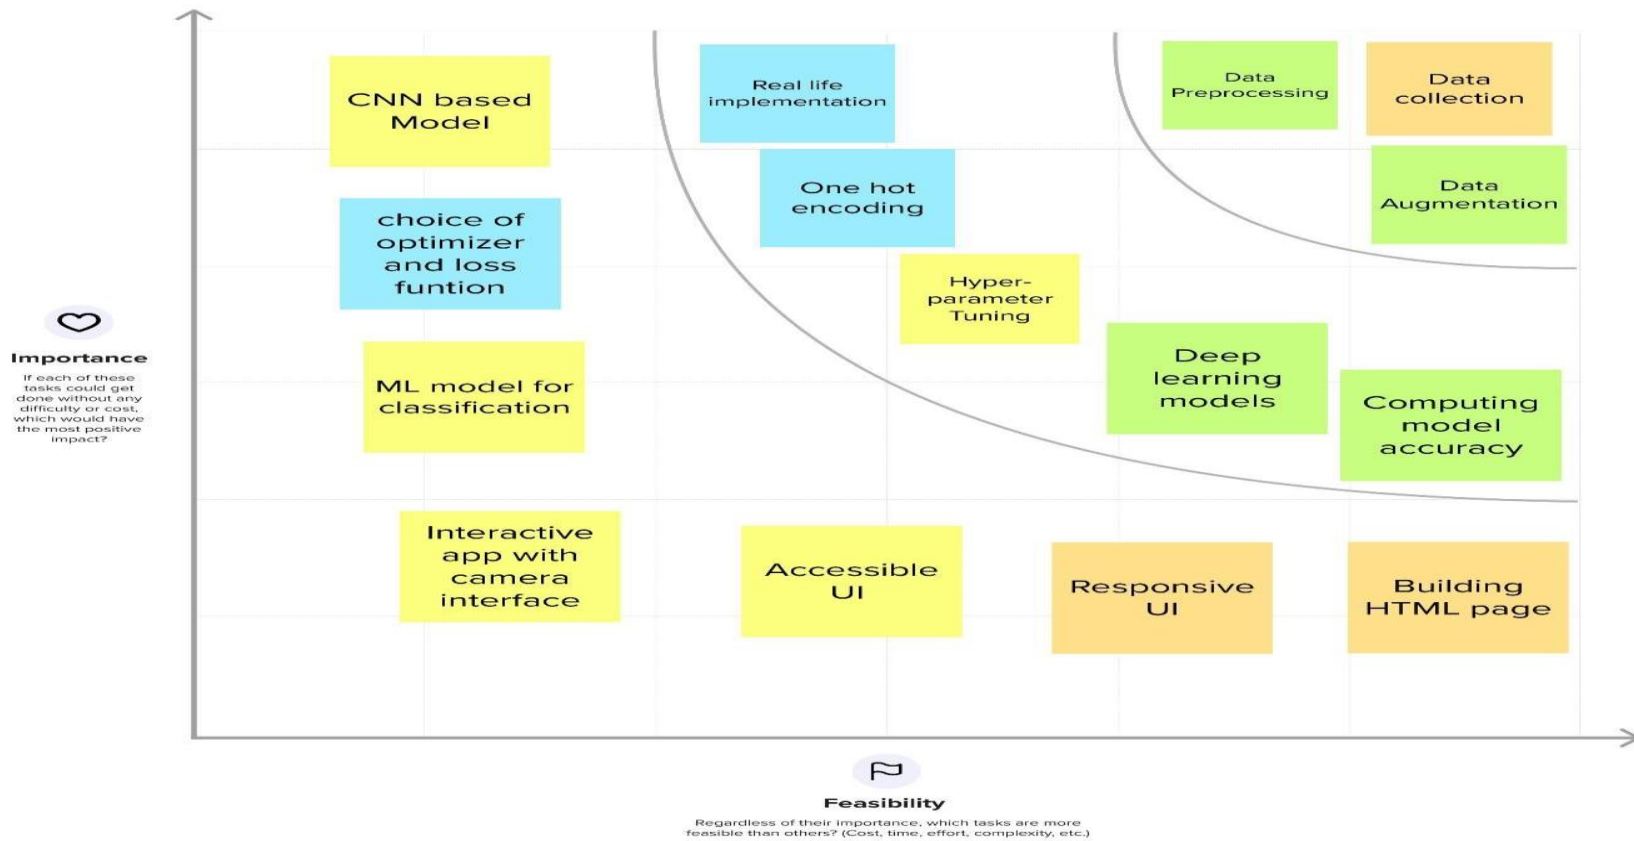 CNN based
Model
Real life
implementation
Data
Preprocessing
Data
collection
choice of
optimizer
and loss
funtion
One hot
encoding
Data
Augmentation
Hyper-
parameter
Tuning
Importance
If each of these
tasks could get
done without any
difficulty or cost,
which would have
the most positive
impact?
ML model for
classification
Deep
learning
models
Computing
model
accuracy
Interactive
app with
camera
interface
Accessible
UI
Responsive
UI
Building
HTML page
Feasibility
Regardless of their importance, which tasks are more
feasible than others? (Cost, time, effort, complexity, etc.)